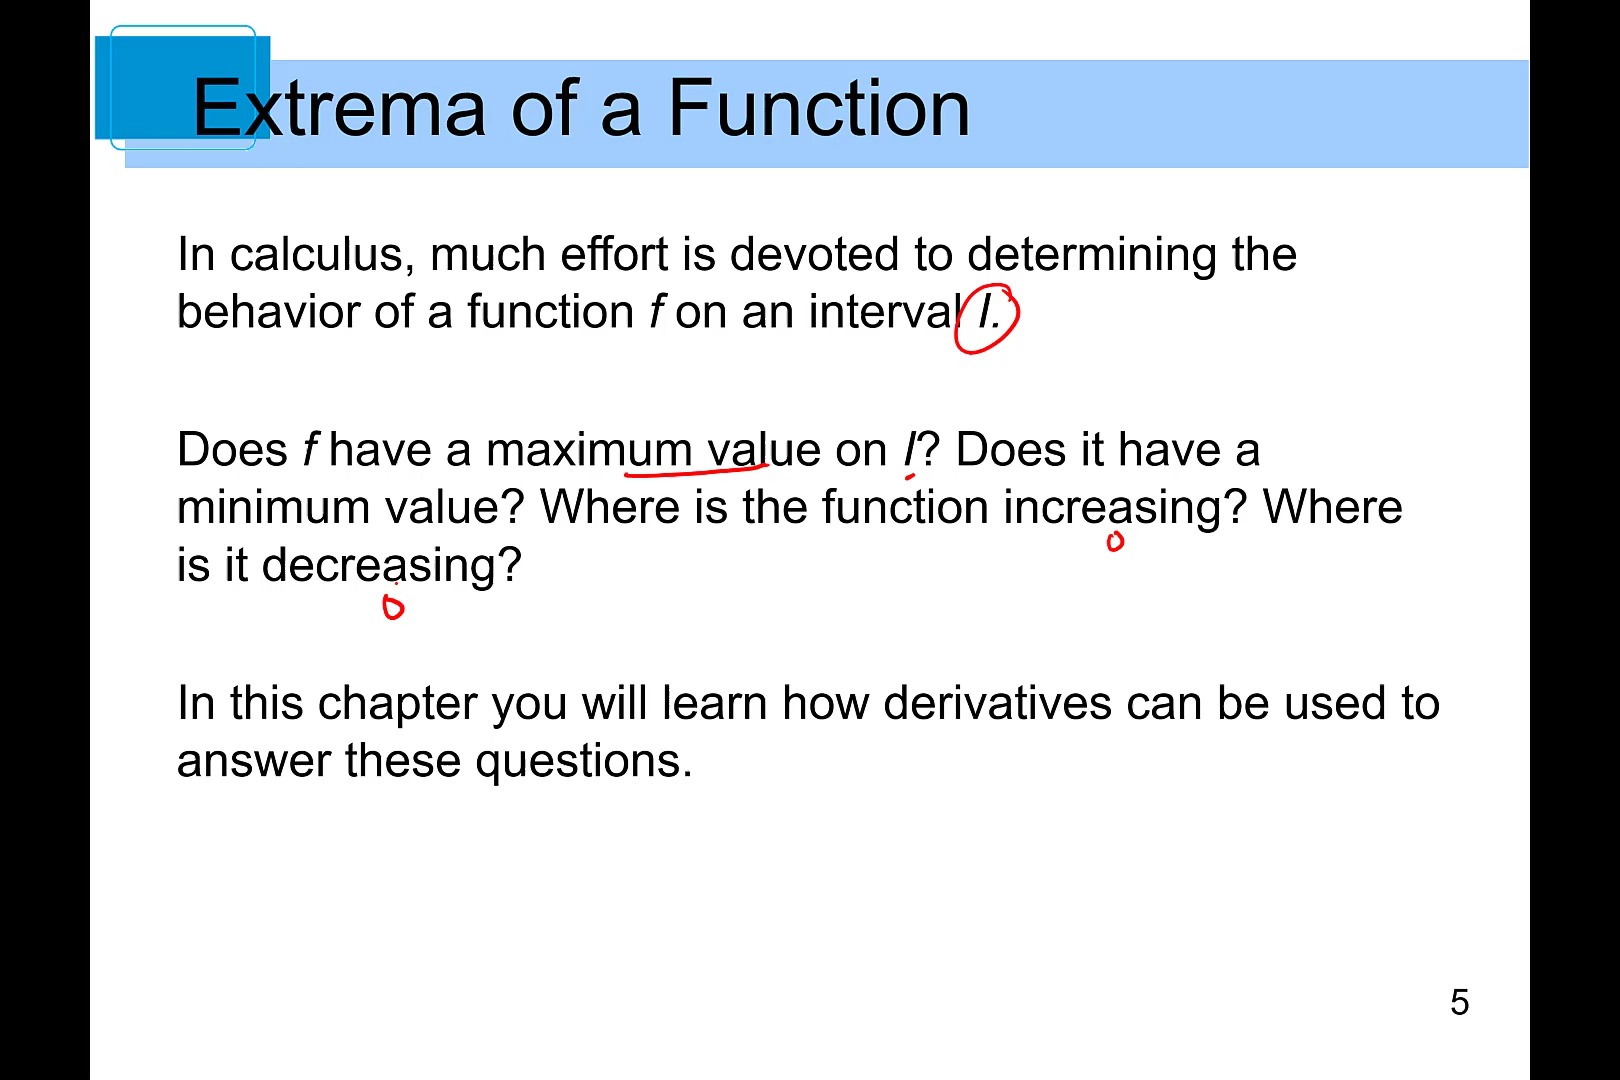 Extrema of a Function
In calculus, much effort is devoted to determining the
behavior of a function f on an interval I.
Does f have a maximum value on I? Does it have a
minimum value? Where is the function increasing? Where
is it decreasing?
In this chapter you will learn how derivatives can be used to
answer these questions.
5